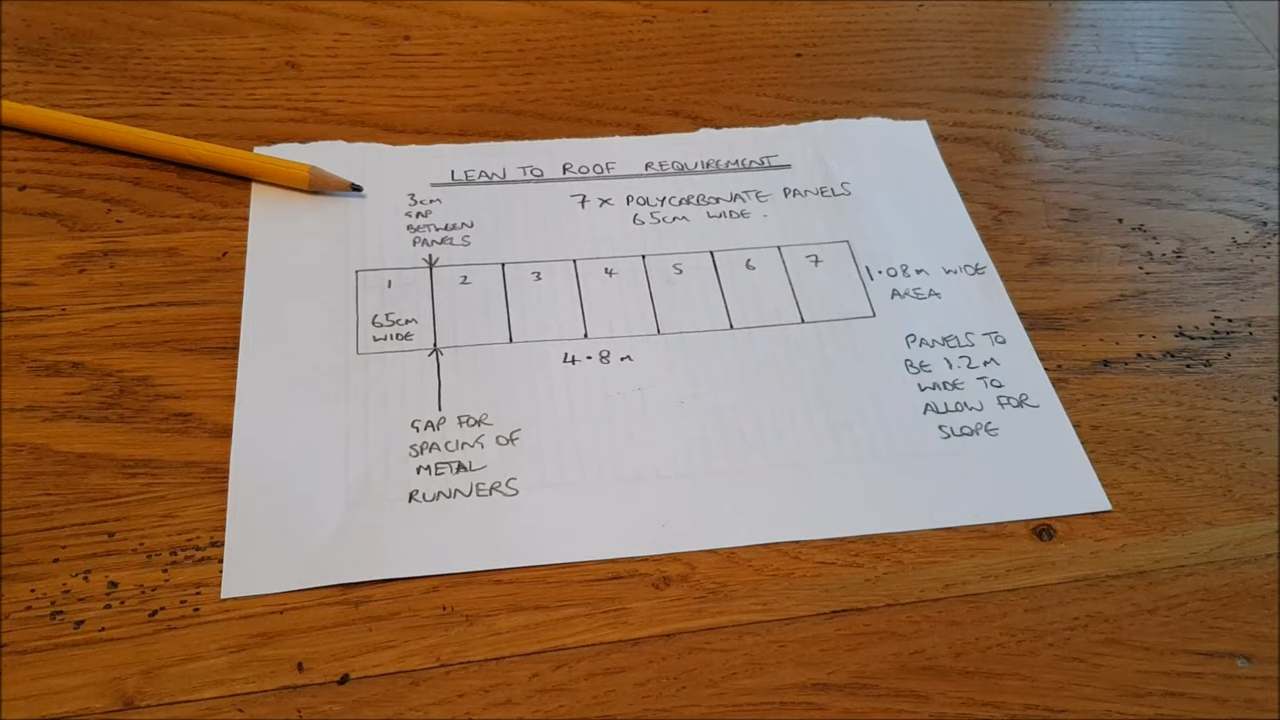 LEAN TO ROOF REQUIREMENT
3cm
GAP
BETWEEN
PANELS
7 x POLYCARBONATE PANELS
65cm WIDE.
1
2
3
4
5
6
7
65cm
WIDE
1.08m WIDE
AREA
4.8m
PANELS TO
BE 1.2m
WIDE TO
ALLOW FOR
SLOPE
GAP FOR
SPACING OF
METAL
RUNNERS